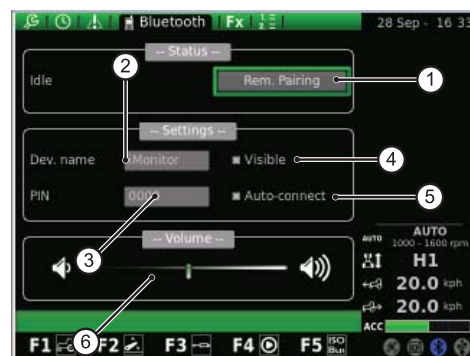 Bluetooth Fx 28 Sep - 16 33
-- Status --
Idle Rem. Pairing
-- Settings --
Dev. name Monitor Visible
PIN Auto-connect
-- Volume --
AUTO AUTO
1000 - 1600 rpm
H1
20.0 kph
20.0 kph
ACC
F1 F2 F3 F4 F5 ISO Bus
1
2
3
4
5
6